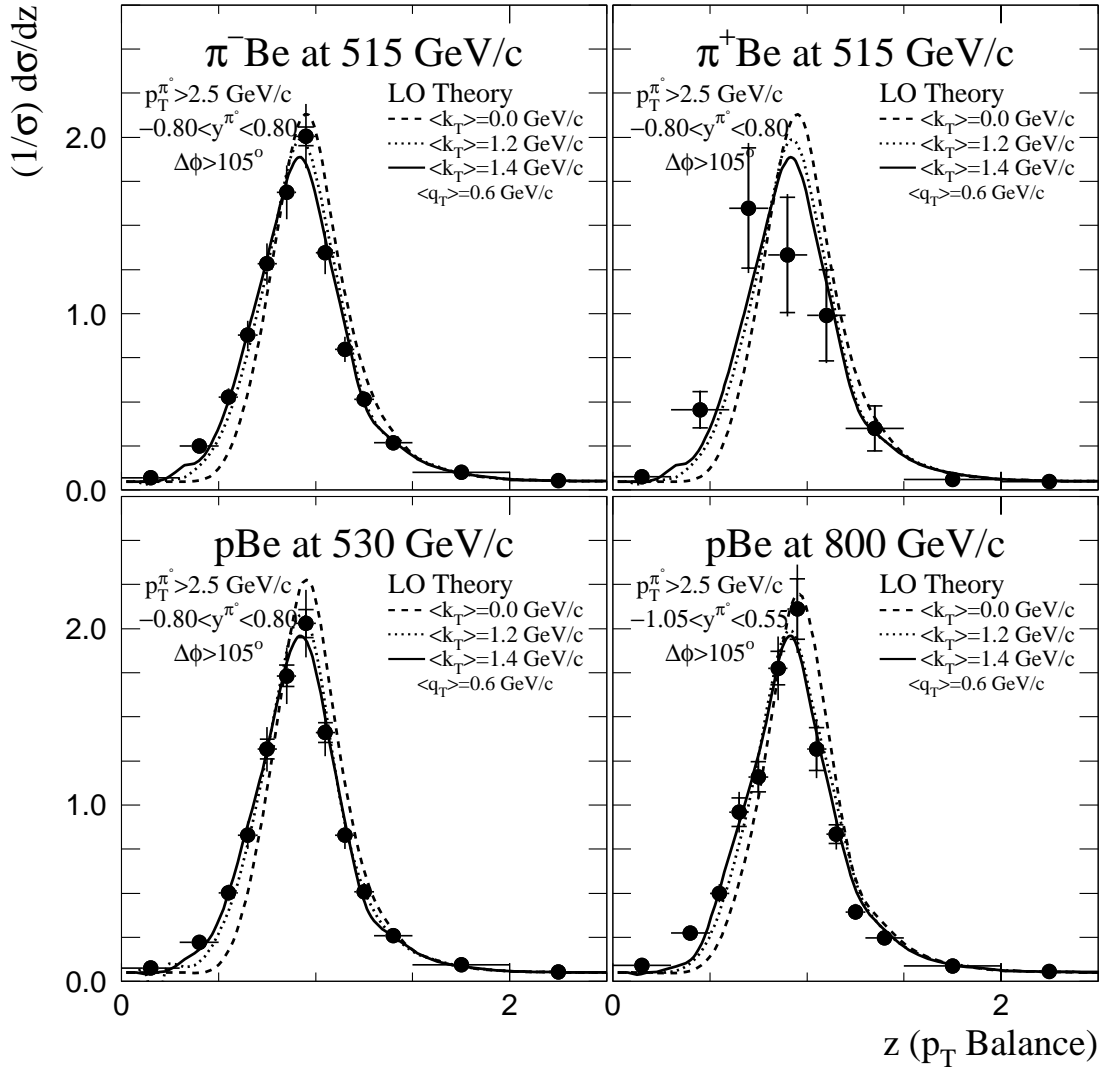 (1/σ) dσ/dz
π⁻Be at 515 GeV/c
p_T^π° >2.5 GeV/c
−0.80<y^π° <0.80
Δφ>105°
LO Theory
<k_T>=0.0 GeV/c
<k_T>=1.2 GeV/c
<k_T>=1.4 GeV/c
<q_T>=0.6 GeV/c
2.0
1.0
0.0
π⁺Be at 515 GeV/c
p_T^π° >2.5 GeV/c
−0.80<y^π° <0.80
Δφ>105°
LO Theory
<k_T>=0.0 GeV/c
<k_T>=1.2 GeV/c
<k_T>=1.4 GeV/c
<q_T>=0.6 GeV/c
pBe at 530 GeV/c
p_T^π° >2.5 GeV/c
−0.80<y^π° <0.80
Δφ>105°
LO Theory
<k_T>=0.0 GeV/c
<k_T>=1.2 GeV/c
<k_T>=1.4 GeV/c
<q_T>=0.6 GeV/c
2.0
1.0
0.0
0 2
pBe at 800 GeV/c
p_T^π° >2.5 GeV/c
−1.05<y^π° <0.55
Δφ>105°
LO Theory
<k_T>=0.0 GeV/c
<k_T>=1.2 GeV/c
<k_T>=1.4 GeV/c
<q_T>=0.6 GeV/c
0 2
z (p_T Balance)